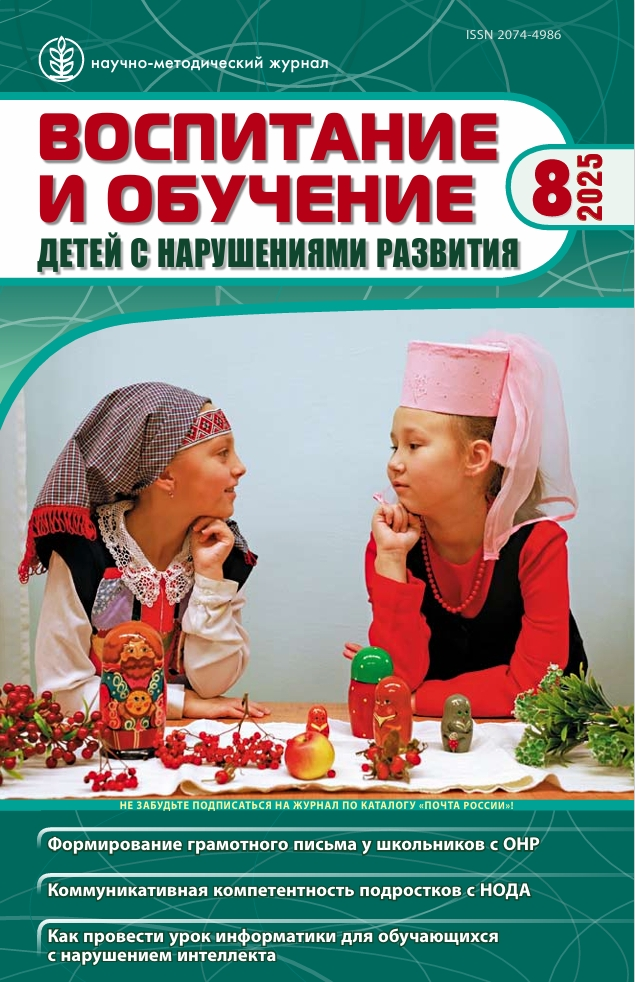 ISSN 2074-4986
научно-методический журнал
ВОСПИТАНИЕ
И ОБУЧЕНИЕ
ДЕТЕЙ С НАРУШЕНИЯМИ РАЗВИТИЯ
8
2025
НЕ ЗАБУДЬТЕ ПОДПИСАТЬСЯ НА ЖУРНАЛ ПО КАТАЛОГУ «ПОЧТА РОССИИ»!
Формирование грамотного письма у школьников с ОНР
Коммуникативная компетентность подростков с НОДА
Как провести урок информатики для обучающихся
с нарушением интеллекта